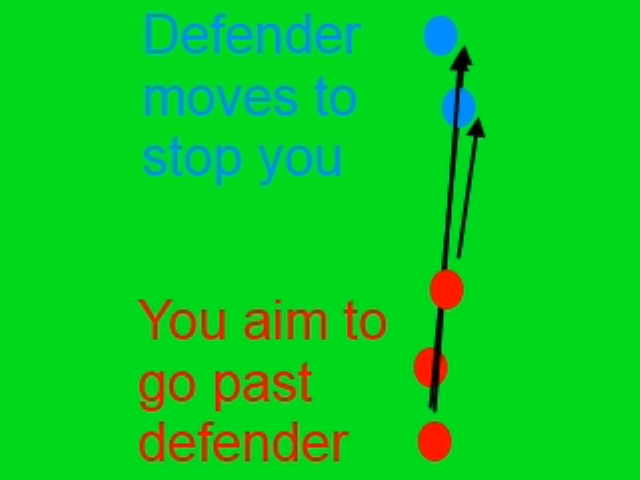 Defender
moves to
stop you
You aim to
go past
defender